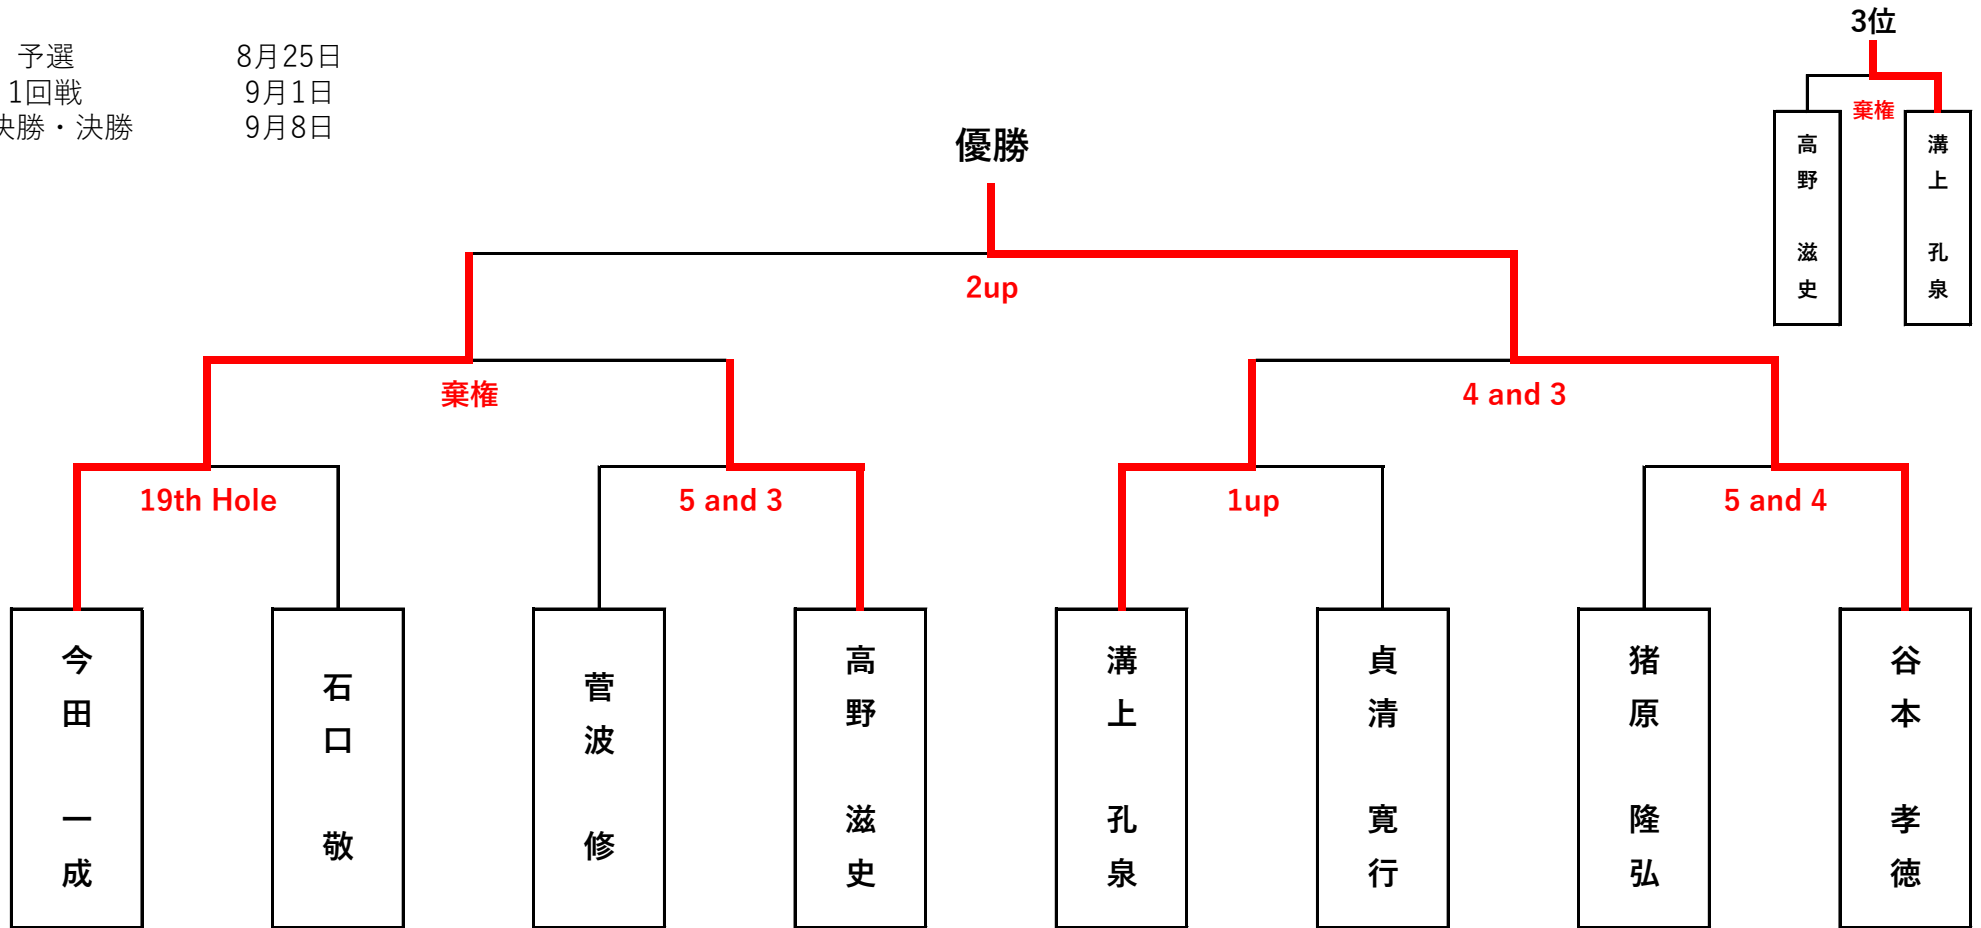 3位
予選 8月25日
1回戦 9月1日
決勝・決勝 9月8日
棄権
高野 滋史
溝上 孔泉
優勝
2up
棄権
4 and 3
19th Hole
5 and 3
1up
5 and 4
今田 一成
石口 敬
菅波 修
高野 滋史
溝上 孔泉
貞清 寛行
猪原 隆弘
谷本 孝徳